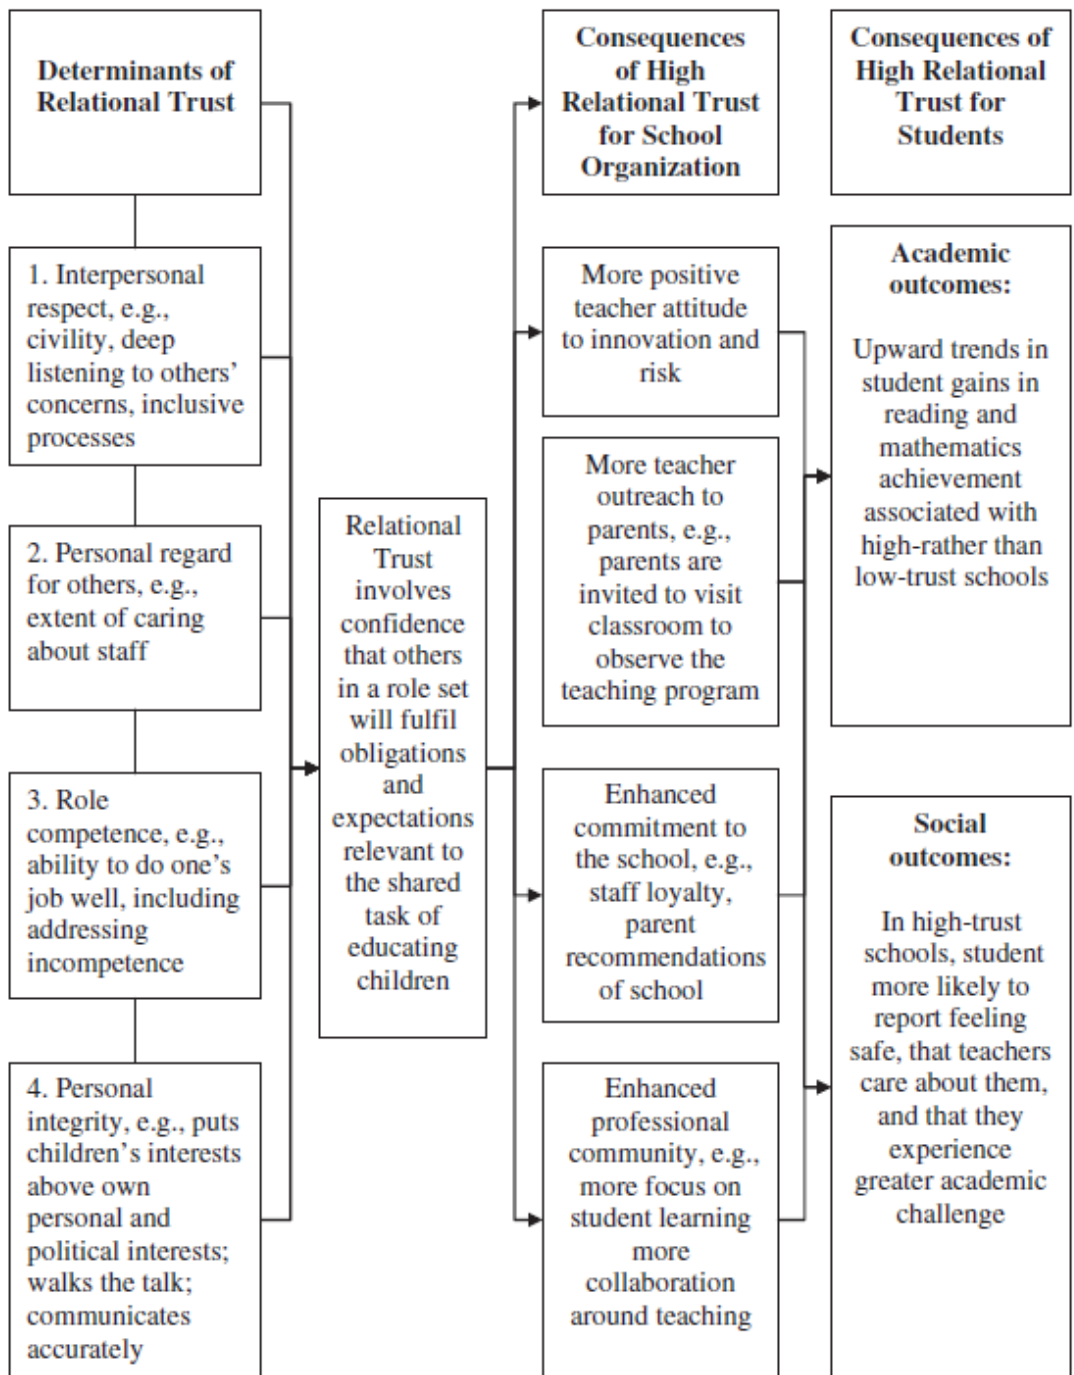 Determinants of
Relational Trust
1. Interpersonal
respect, e.g.,
civility, deep
listening to others’
concerns, inclusive
processes
2. Personal regard
for others, e.g.,
extent of caring
about staff
3. Role
competence, e.g.,
ability to do one’s
job well, including
addressing
incompetence
4. Personal
integrity, e.g., puts
children’s interests
above own
personal and
political interests;
walks the talk;
communicates
accurately
Relational
Trust
involves
confidence
that others
in a role set
will fulfil
obligations
and
expectations
relevant to
the shared
task of
educating
children
Consequences
of High
Relational Trust
for School
Organization
More positive
teacher attitude
to innovation and
risk
More teacher
outreach to
parents, e.g.,
parents are
invited to visit
classroom to
observe the
teaching program
Enhanced
commitment to
the school, e.g.,
staff loyalty,
parent
recommendations
of school
Enhanced
professional
community, e.g.,
more focus on
student learning
more
collaboration
around teaching
Consequences of
High Relational
Trust for
Students
Academic
outcomes:
Upward trends in
student gains in
reading and
mathematics
achievement
associated with
high-rather than
low-trust schools
Social
outcomes:
In high-trust
schools, student
more likely to
report feeling
safe, that teachers
care about them,
and that they
experience
greater academic
challenge